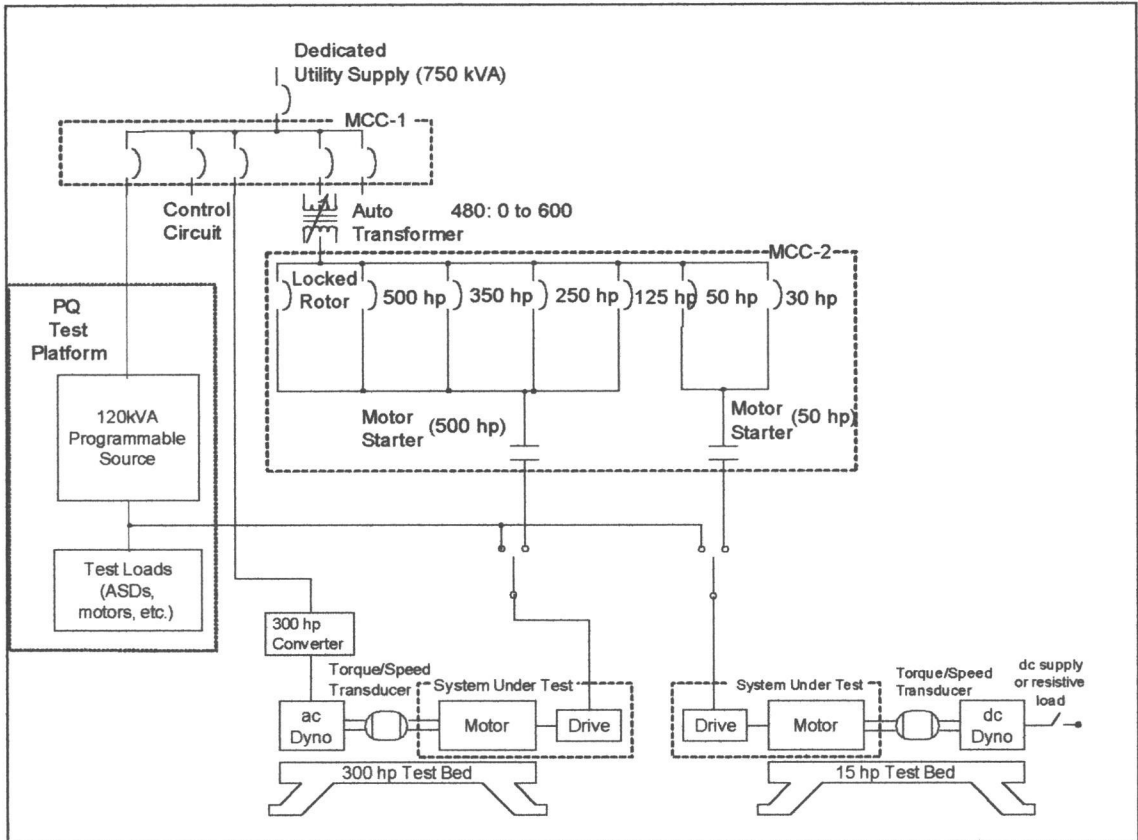 Dedicated
Utility Supply (750 kVA)
MCC-1
Control
Circuit
Auto
Transformer
480: 0 to 600
MCC-2
Locked
Rotor
500 hp
350 hp
250 hp
125 hp
50 hp
30 hp
PQ
Test
Platform
120kVA
Programmable
Source
Motor
Starter
(500 hp)
Motor
Starter
(50 hp)
Test Loads
(ASDs,
motors, etc.)
300 hp
Converter
Torque/Speed
Transducer
System Under Test
ac
Dyno
Motor
Drive
300 hp Test Bed
System Under Test
Torque/Speed
Transducer
dc supply
or resistive
load
Drive
Motor
dc
Dyno
15 hp Test Bed